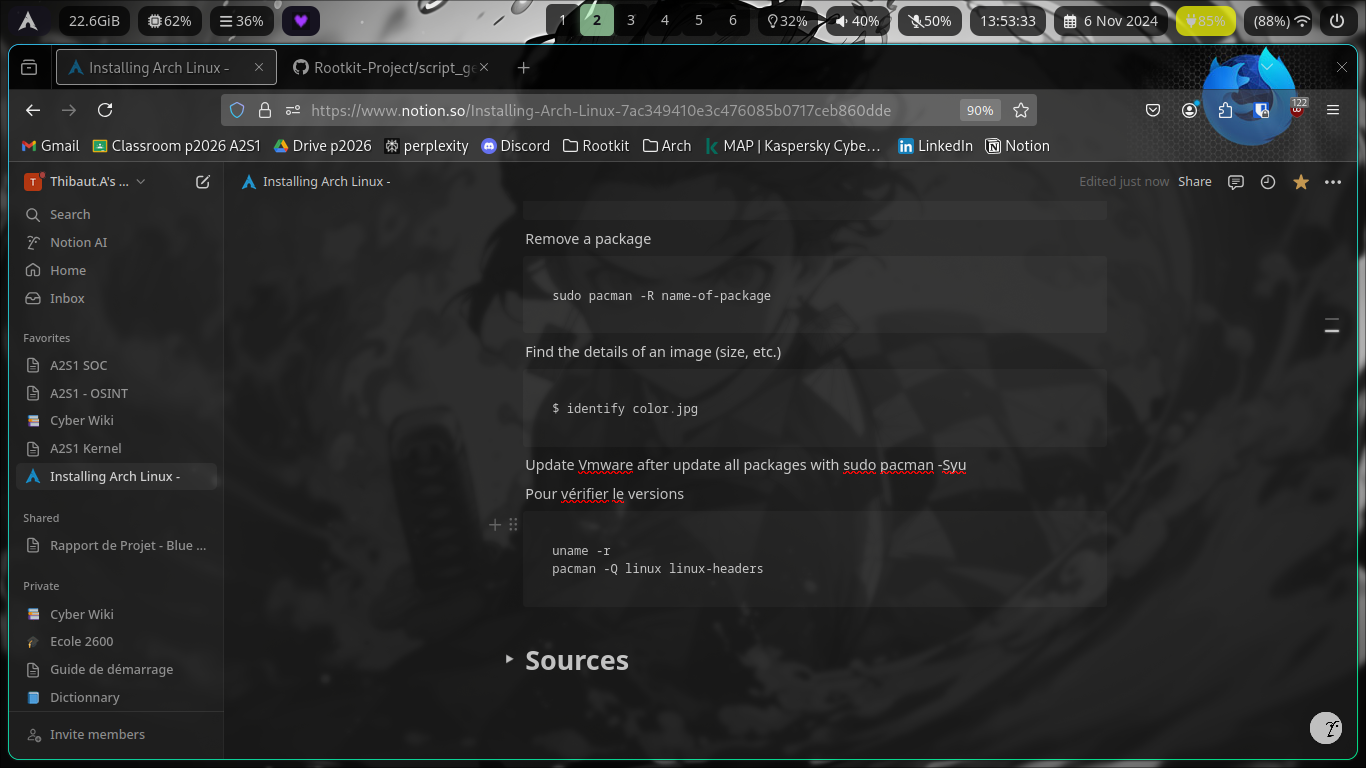 22.6GiB 62% 36% 1 2 3 4 5 6 32% 40% 50% 13:53:33 6 Nov 2024 85% (88%)
Installing Arch Linux - Rootkit-Project/script_ge
https://www.notion.so/Installing-Arch-Linux-7ac349410e3c476085b0717ceb860dde 90% 122
Gmail Classroom p2026 A2S1 Drive p2026 perplexity Discord Rootkit Arch MAP | Kaspersky Cybe… LinkedIn Notion
T Thibaut.A's ... Installing Arch Linux - Edited just now Share
Search
Notion AI
Home
Inbox
Favorites
A2S1 SOC
A2S1 - OSINT
Cyber Wiki
A2S1 Kernel
Installing Arch Linux -
Shared
Rapport de Projet - Blue ...
Private
Cyber Wiki
Ecole 2600
Guide de démarrage
Dictionnary
Invite members
Remove a package
sudo pacman -R name-of-package
Find the details of an image (size, etc.)
$ identify color.jpg
Update Vmware after update all packages with sudo pacman -Syu
Pour vérifier le versions
uname -r
pacman -Q linux linux-headers
Sources